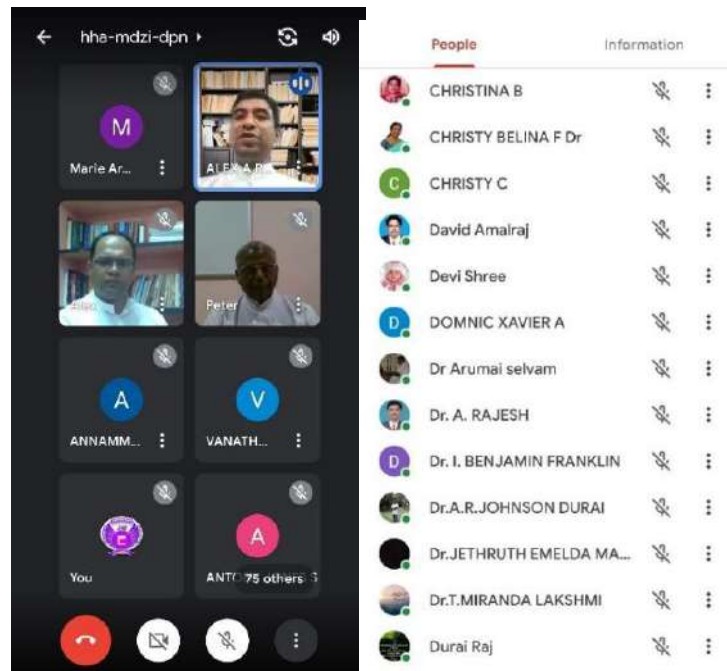 hha-mdzi-dpn
M
Marie Ar...
ALEX A R
Alex
Peter
A
ANNAMM...
V
VANATH...
You
A
75 others
People
Information
CHRISTINA B
CHRISTY BELINA F Dr
C
CHRISTY C
David Amalraj
Devi Shree
D
DOMNIC XAVIER A
Dr Arumai selvam
Dr. A. RAJESH
D
Dr. I. BENJAMIN FRANKLIN
Dr.A.R.JOHNSON DURAI
Dr.JETHRUTH EMELDA MA...
Dr.T.MIRANDA LAKSHMI
Durai Raj